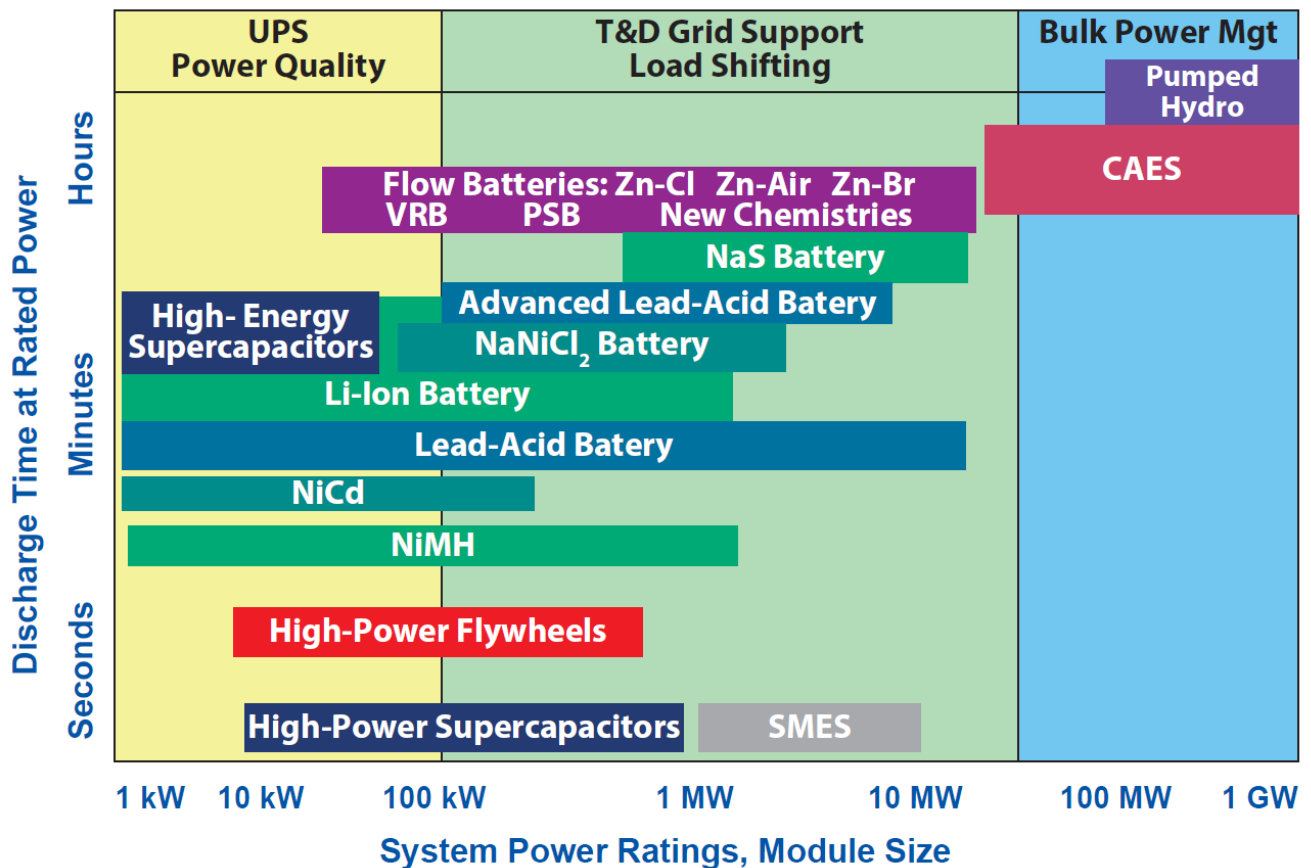 UPS
Power Quality
T&D Grid Support
Load Shifting
Bulk Power Mgt
Pumped
Hydro
CAES
Flow Batteries: Zn-Cl Zn-Air Zn-Br
VRB PSB New Chemistries
NaS Battery
Advanced Lead-Acid Batery
High- Energy
Supercapacitors
NaNiCl₂ Battery
Li-Ion Battery
Lead-Acid Batery
NiCd
NiMH
High-Power Flywheels
High-Power Supercapacitors
SMES
Discharge Time at Rated Power
Hours
Minutes
Seconds
1 kW 10 kW 100 kW 1 MW 10 MW 100 MW 1 GW
System Power Ratings, Module Size